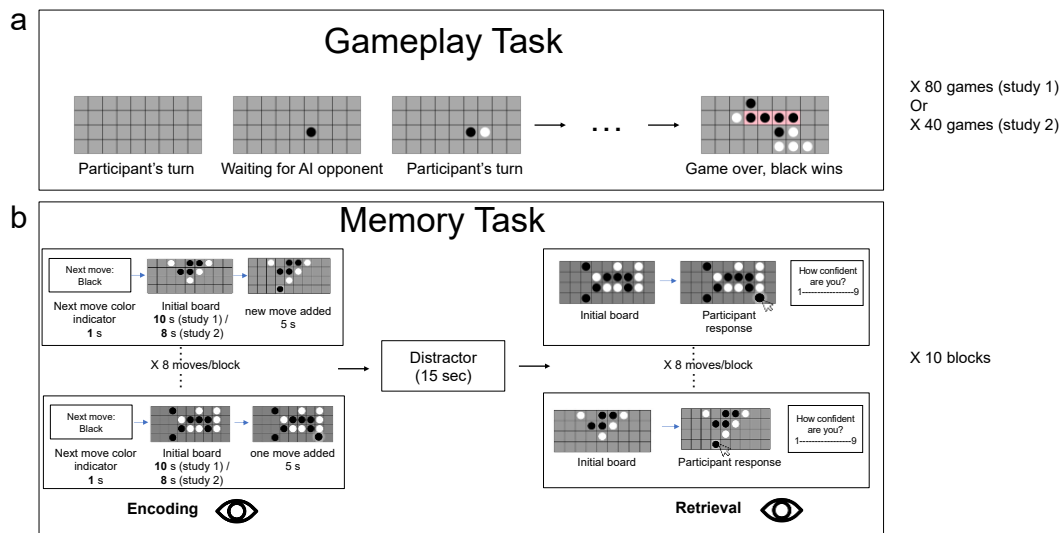 a
Gameplay Task
Participant's turn
Waiting for AI opponent
Participant's turn
...
Game over, black wins
X 80 games (study 1)
Or
X 40 games (study 2)
b
Memory Task
Next move:
Black
Next move color
indicator
1 s
Initial board
10 s (study 1) /
8 s (study 2)
new move added
5 s
X 8 moves/block
Next move:
Black
Next move color
indicator
1 s
Initial board
10 s (study 1) /
8 s (study 2)
one move added
5 s
Encoding
Distractor
(15 sec)
Initial board
Participant
response
How confident
are you?
1----------------9
X 8 moves/block
Initial board
Participant response
How confident
are you?
1----------------9
Retrieval
X 10 blocks